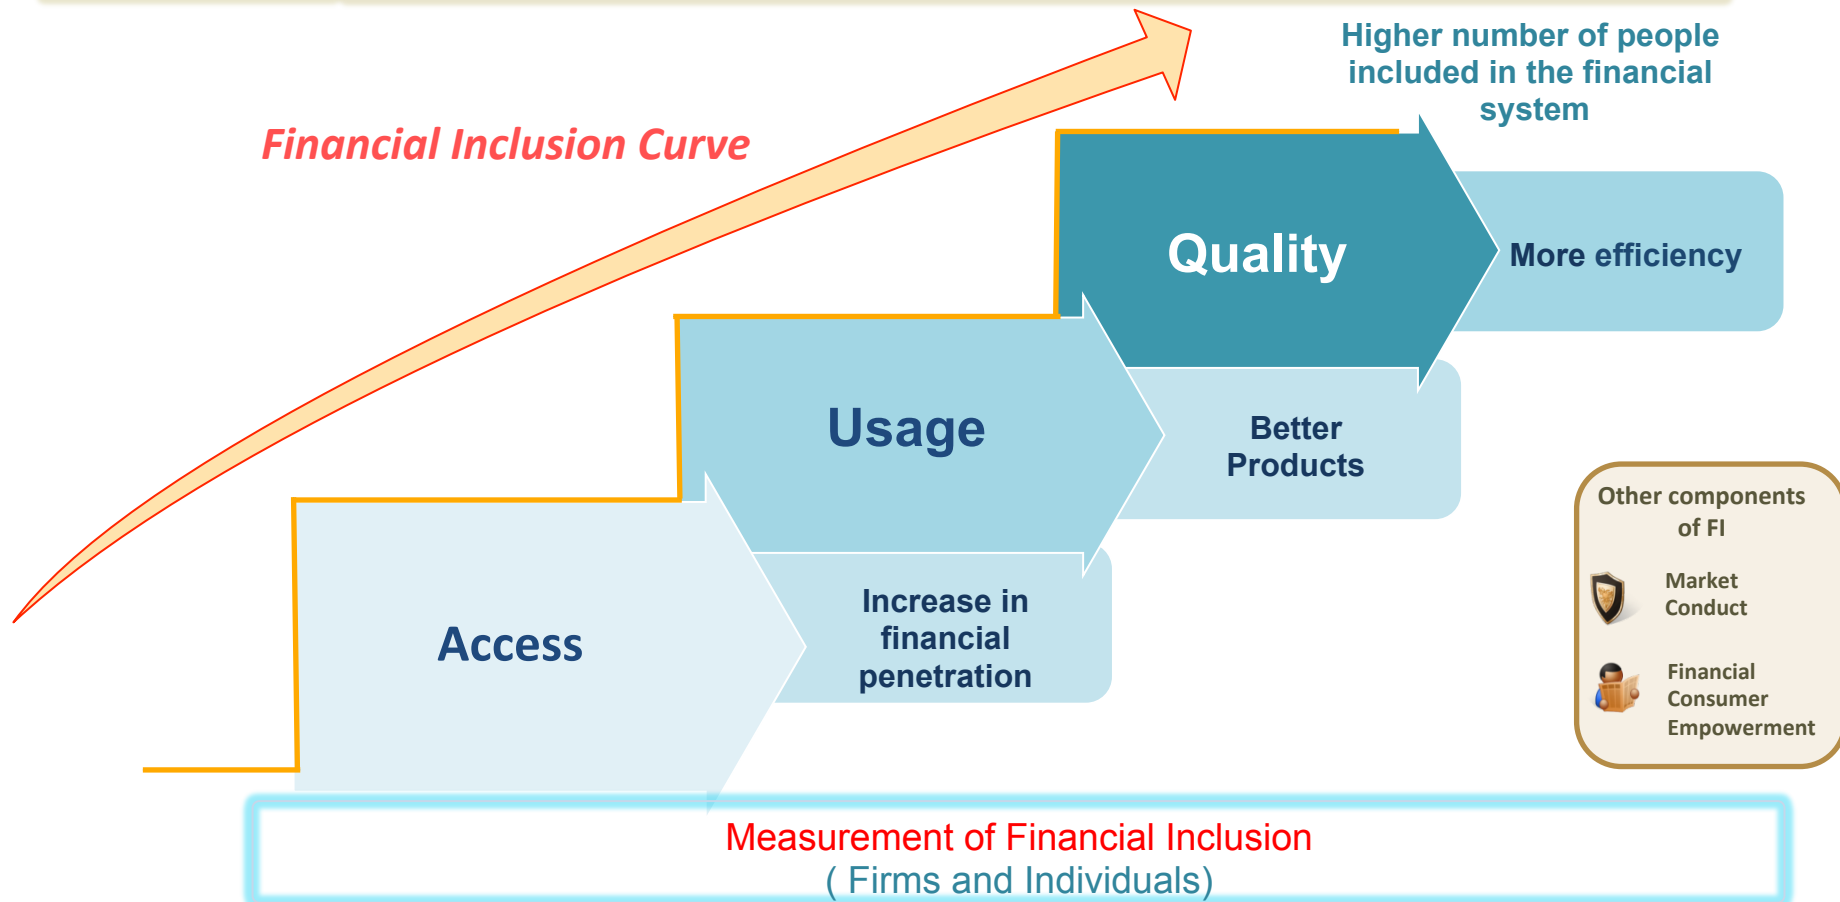 Higher number of people
included in the financial
system
Financial Inclusion Curve
Quality
More efficiency
Usage
Better
Products
Access
Increase in
financial
penetration
Other components
of FI
Market
Conduct
Financial
Consumer
Empowerment
Measurement of Financial Inclusion
( Firms and Individuals)